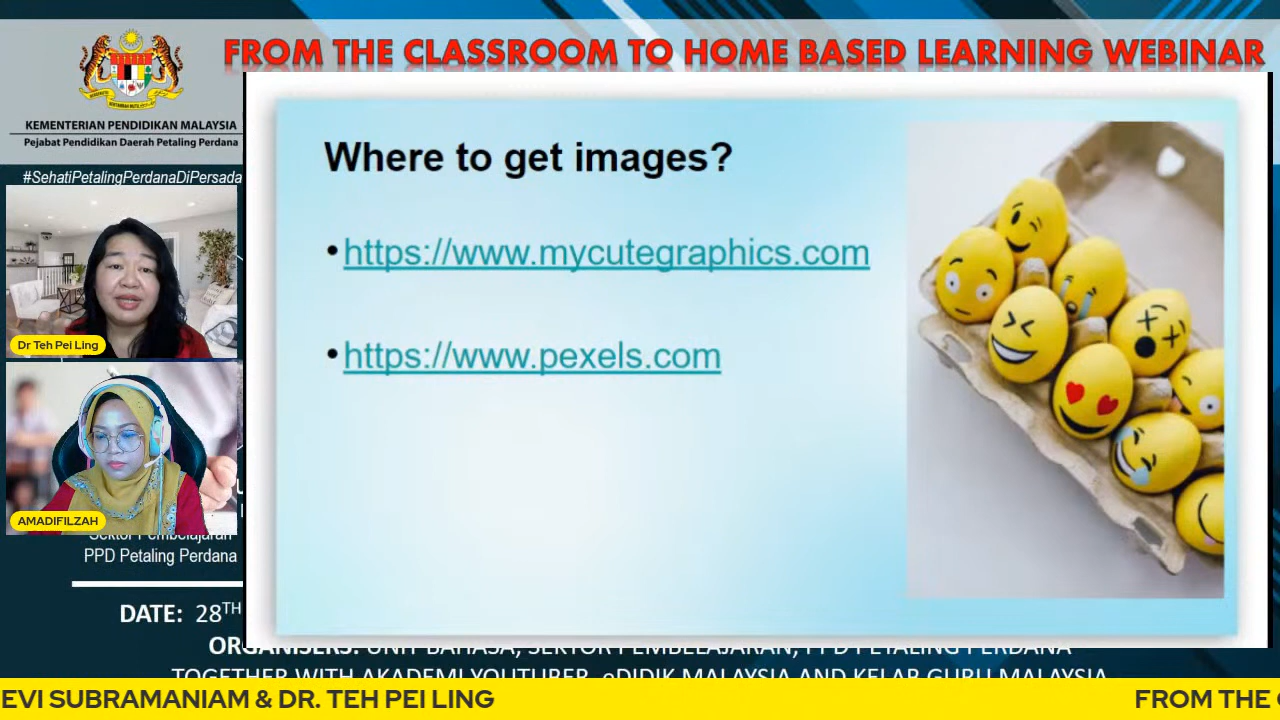 FROM THE CLASSROOM TO HOME BASED LEARNING WEBINAR
KEMENTERIAN PENDIDIKAN MALAYSIA
Pejabat Pendidikan Daerah Petaling Perdana
#SehatiPetalingPerdanaDiPersada
Where to get images?
•https://www.mycutegraphics.com
•https://www.pexels.com
Dr Teh Pei Ling
AMADIFILZAH
Sektor Pembelajaran
PPD Petaling Perdana
DATE: 28TH
ORGANISERS: UNIT BAHASA, SEKTOR PEMBELAJARAN, PPD PETALING PERDANA
TOGETHER WITH AKADEMI YOUTUBER, eDIDIK MALAYSIA AND KELAB GURU MALAYSIA
EVI SUBRAMANIAM & DR. TEH PEI LING
FROM THE